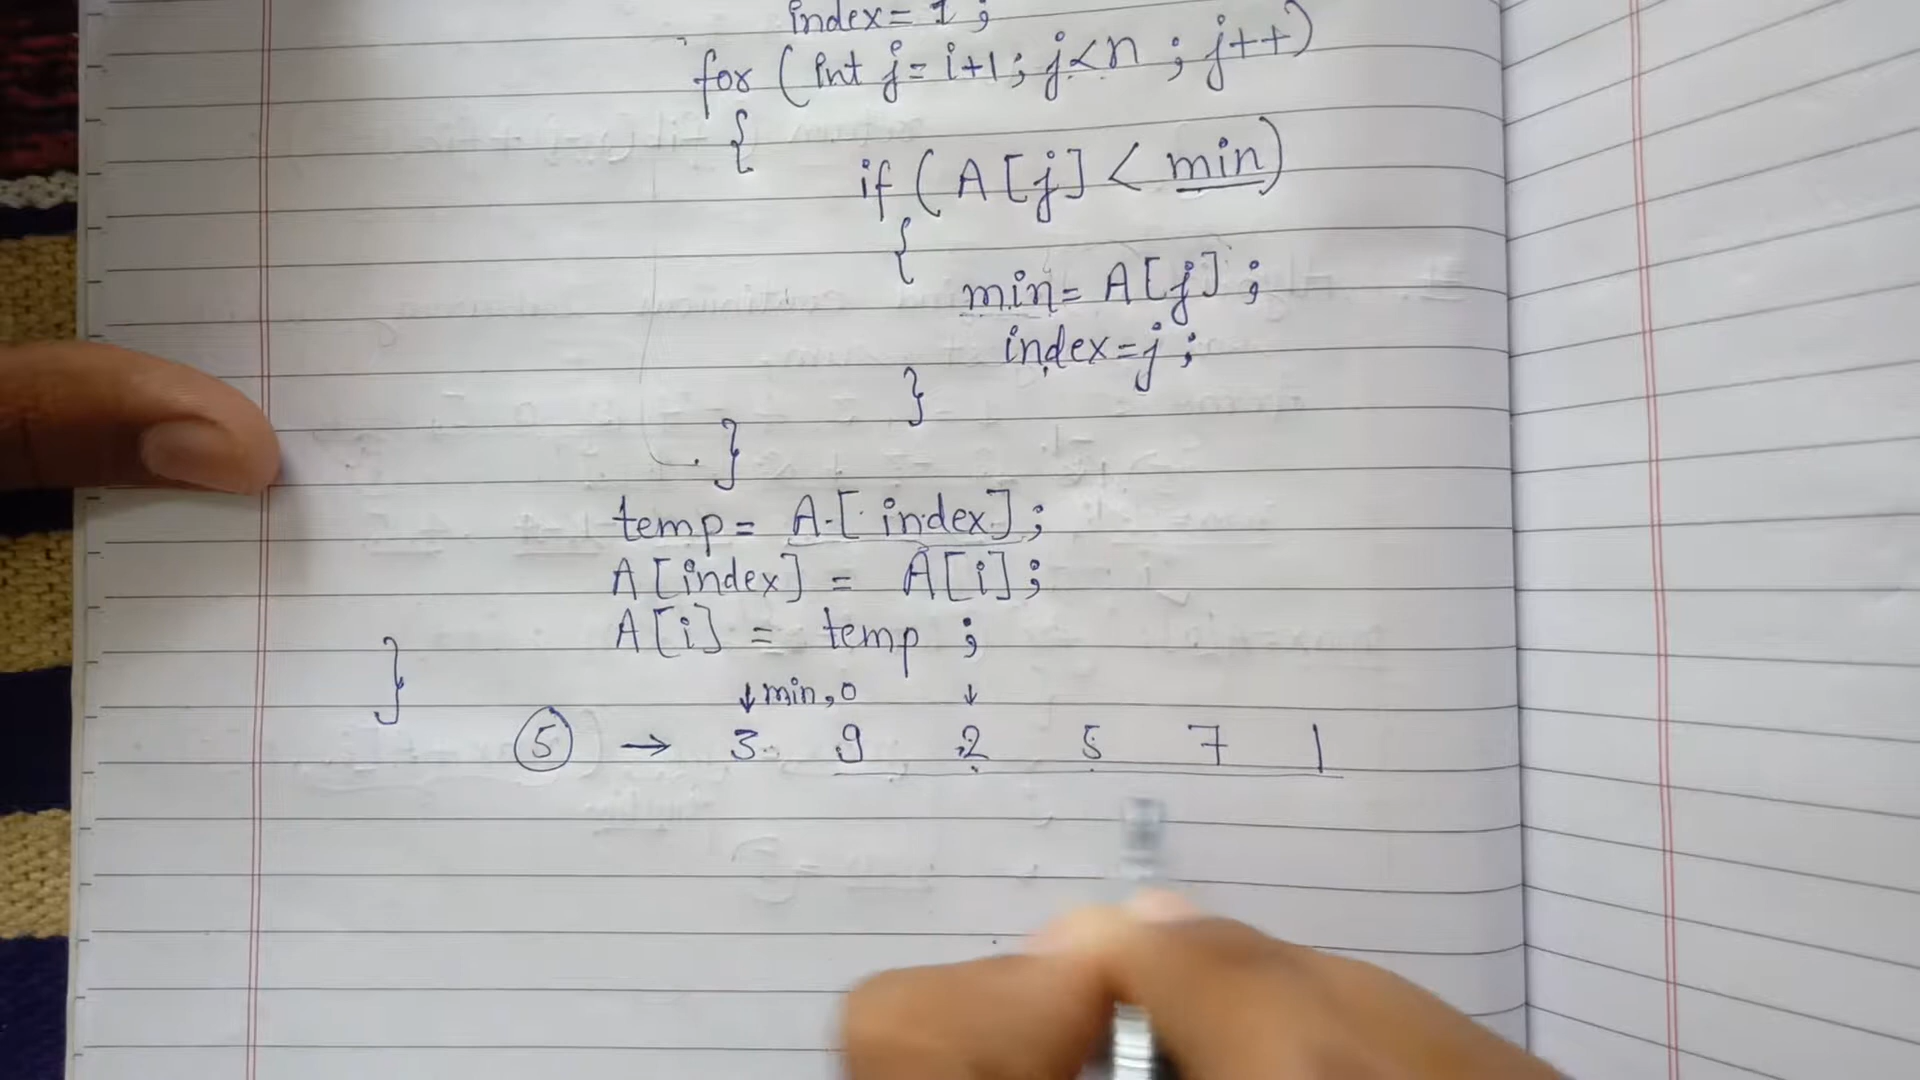 index= 1 ;
for ( int j= i+1 ; j<n ; j++)
{
if ( A[j] < min)
{
min= A[j] ;
index=j ;
}
}
temp= A[index] ;
A[index] = A[i] ;
A[i] = temp ;
}
↓min,0 ↓
⑤ → 3 9 2 5 7 1